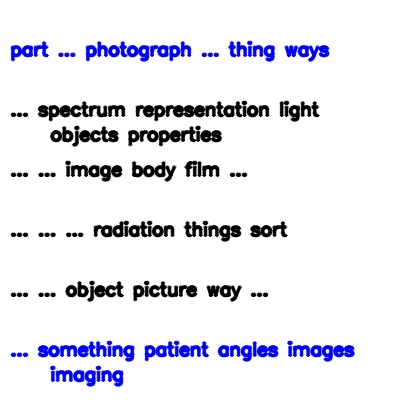 part ... photograph ... thing ways
... spectrum representation light
objects properties
... ... image body film ...
... ... ... radiation things sort
... ... object picture way ...
... something patient angles images
imaging